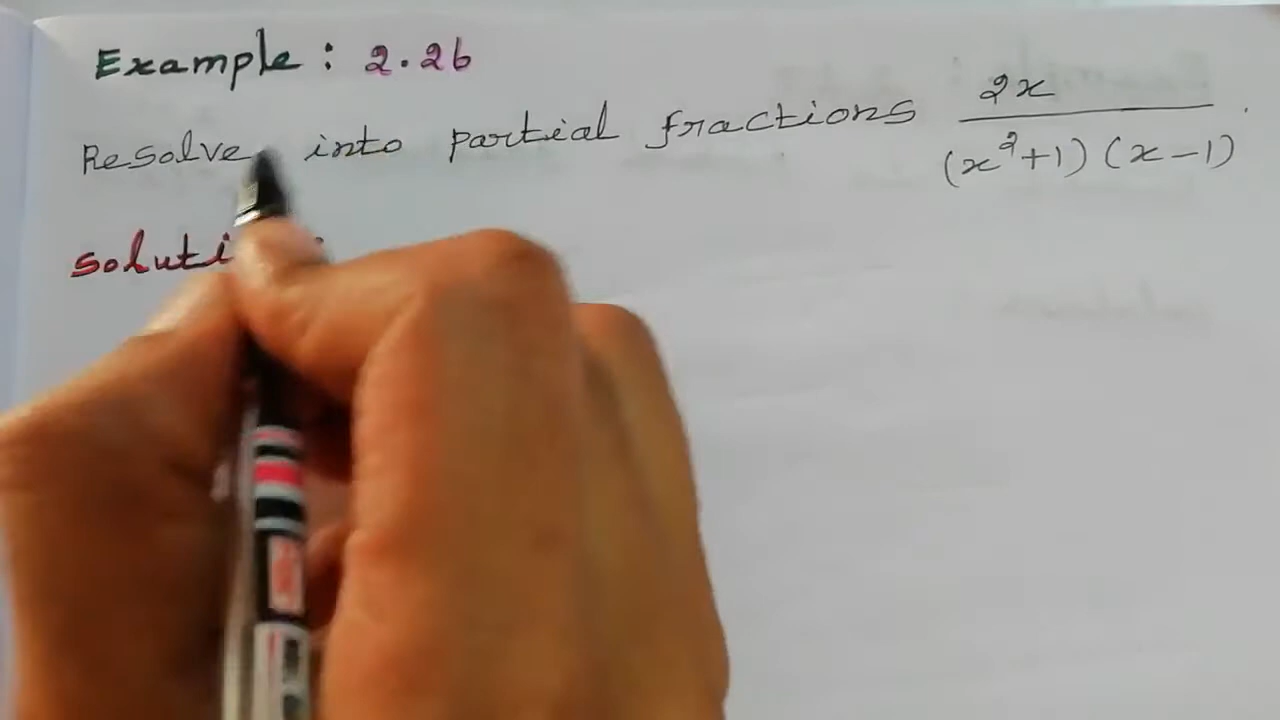 Example : 2.26
Resolve into partial fractions 2x / (x²+1) (x-1) .